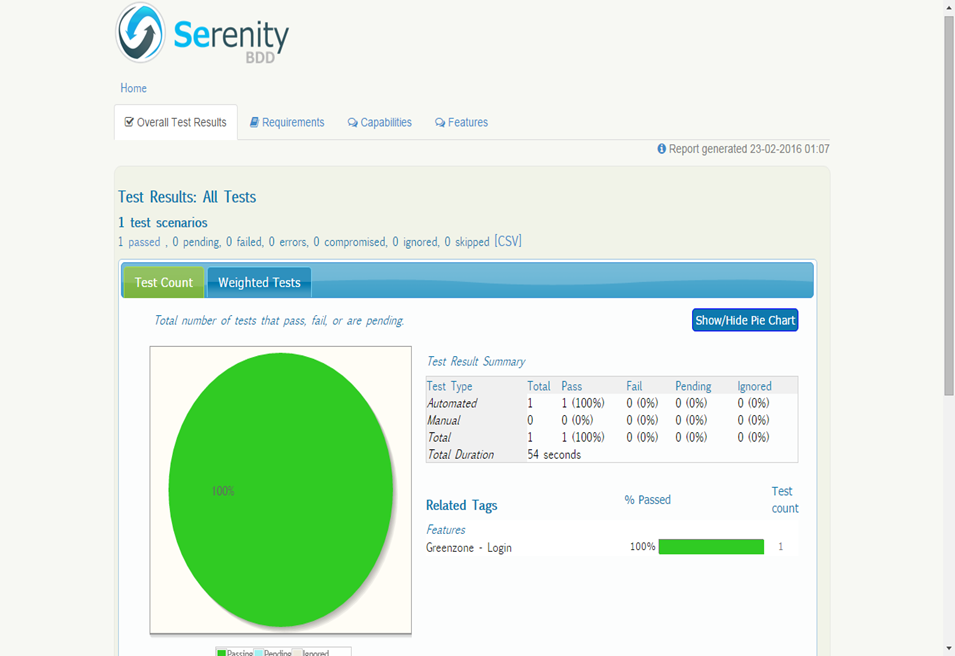 Serenity
BDD
Home
Overall Test Results Requirements Capabilities Features
Report generated 23-02-2016 01:07
Test Results: All Tests
1 test scenarios
1 passed , 0 pending, 0 failed, 0 errors, 0 compromised, 0 ignored, 0 skipped [CSV]
Test Count Weighted Tests
Total number of tests that pass, fail, or are pending.
Show/Hide Pie Chart
100%
Test Result Summary
Test Type Total Pass Fail Pending Ignored
Automated 1 1 (100%) 0 (0%) 0 (0%) 0 (0%)
Manual 0 0 (0%) 0 (0%) 0 (0%) 0 (0%)
Total 1 1 (100%) 0 (0%) 0 (0%) 0 (0%)
Total Duration 54 seconds
Related Tags % Passed Test count
Features
Greenzone - Login 100% 1
Passing Pending Ignored